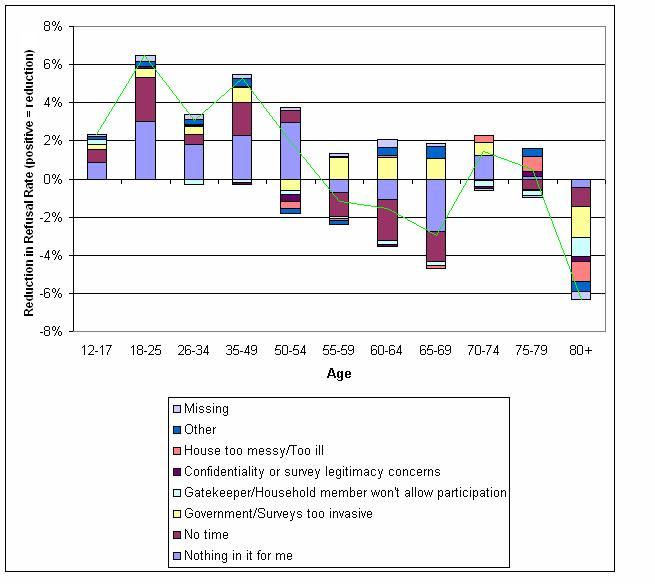 Reduction in Refusal Rate (positive = reduction)
8%
6%
4%
2%
0%
-2%
-4%
-6%
-8%
12-17 18-25 26-34 35-49 50-54 55-59 60-64 65-69 70-74 75-79 80+
Age
Missing
Other
House too messy/Too ill
Confidentiality or survey legitimacy concerns
Gatekeeper/Household member won't allow participation
Government/Surveys too invasive
No time
Nothing in it for me